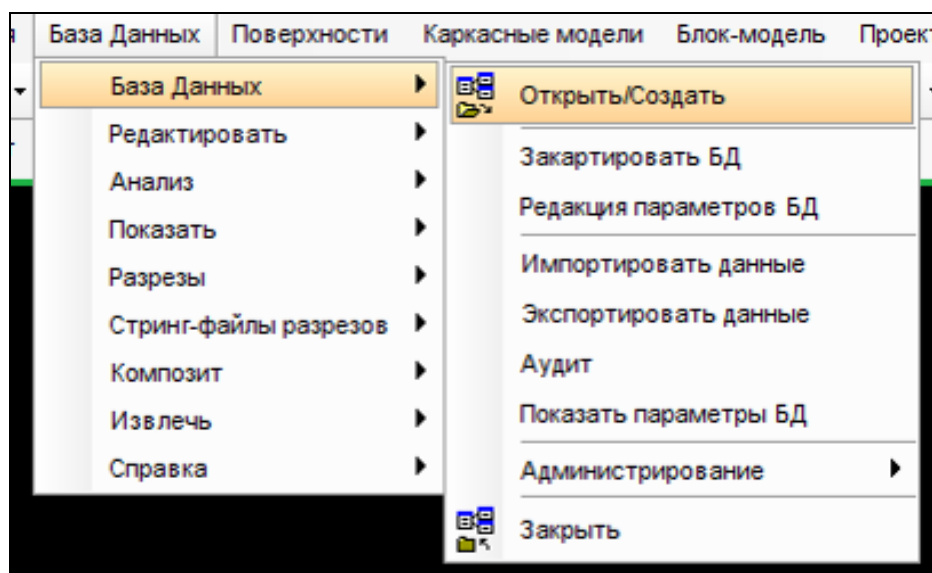 База Данных Поверхности Каркасные модели Блок-модель Проек
База Данных
Редактировать
Анализ
Показать
Разрезы
Стринг-файлы разрезов
Композит
Извлечь
Справка
Открыть/Создать
Закартировать БД
Редакция параметров БД
Импортировать данные
Экспортировать данные
Аудит
Показать параметры БД
Администрирование
Закрыть